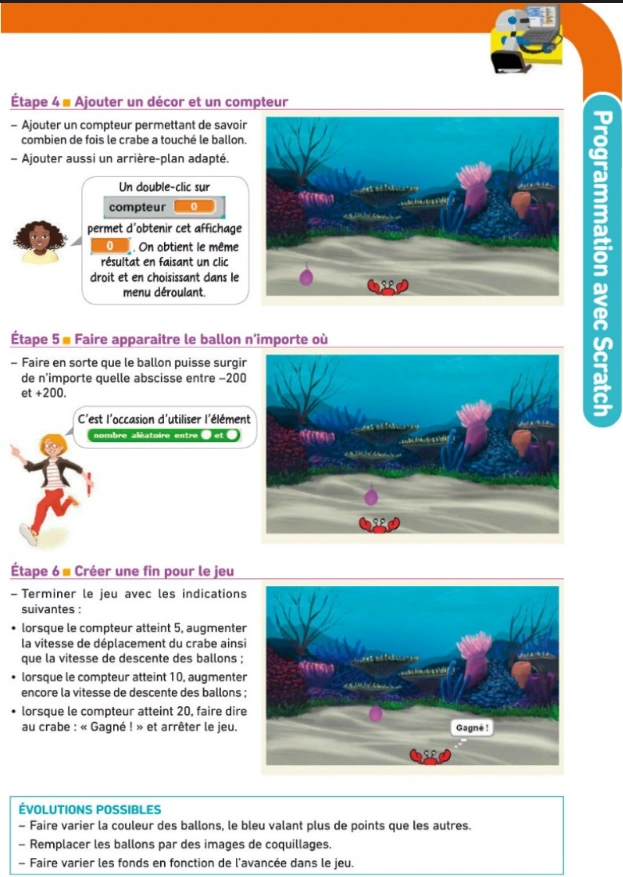 Étape 4 ■ Ajouter un décor et un compteur
– Ajouter un compteur permettant de savoir
combien de fois le crabe a touché le ballon.
– Ajouter aussi un arrière-plan adapté.
Un double-clic sur
compteur 0
permet d'obtenir cet affichage
0 . On obtient le même
résultat en faisant un clic
droit et en choisissant dans le
menu déroulant.
Étape 5 ■ Faire apparaitre le ballon n'importe où
– Faire en sorte que le ballon puisse surgir
de n'importe quelle abscisse entre –200
et +200.
C'est l'occasion d'utiliser l'élément
nombre aléatoire entre et
Étape 6 ■ Créer une fin pour le jeu
– Terminer le jeu avec les indications
suivantes :
• lorsque le compteur atteint 5, augmenter
la vitesse de déplacement du crabe ainsi
que la vitesse de descente des ballons ;
• lorsque le compteur atteint 10, augmenter
encore la vitesse de descente des ballons ;
• lorsque le compteur atteint 20, faire dire
au crabe : « Gagné ! » et arrêter le jeu.
Gagné !
ÉVOLUTIONS POSSIBLES
– Faire varier la couleur des ballons, le bleu valant plus de points que les autres.
– Remplacer les ballons par des images de coquillages.
– Faire varier les fonds en fonction de l'avancée dans le jeu.
Programmation avec Scratch